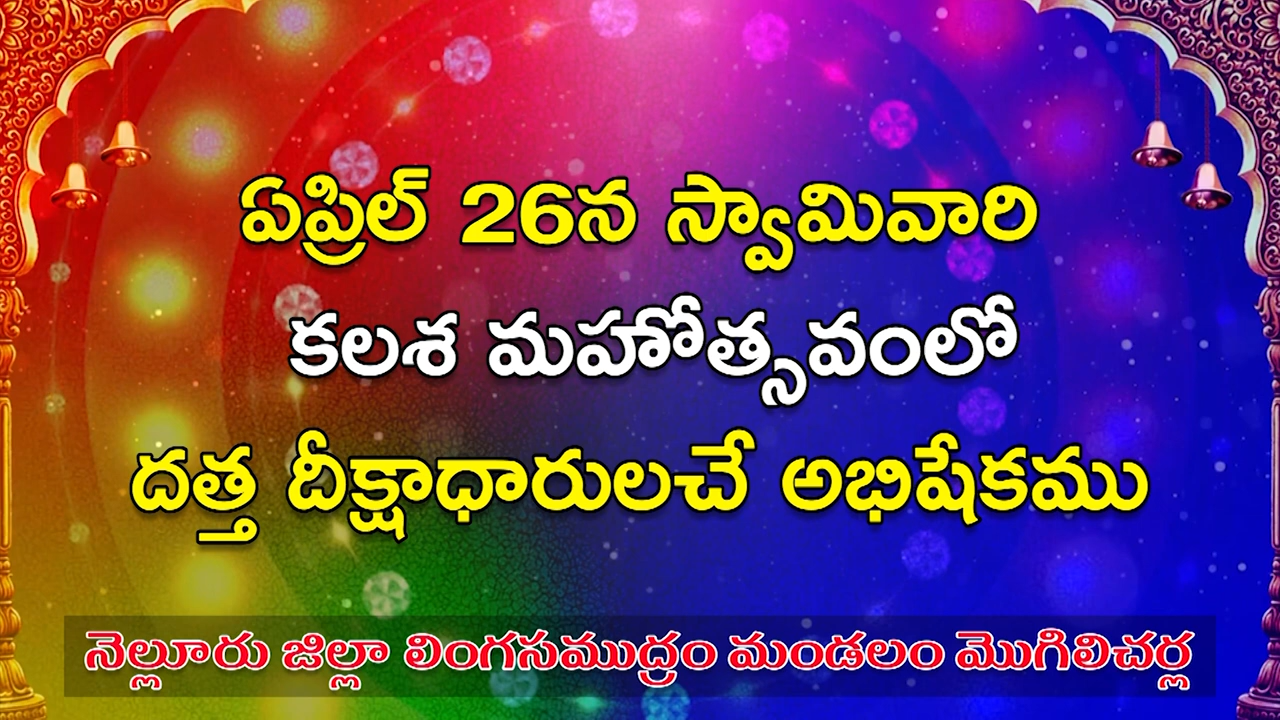 ఏప్రిల్ 26న స్వామివారి
కలశ మహోత్సవంలో
దత్త దీక్షాధారులచే అభిషేకము
నెల్లూరు జిల్లా లింగసముద్రం మండలం మొగిలిచర్ల